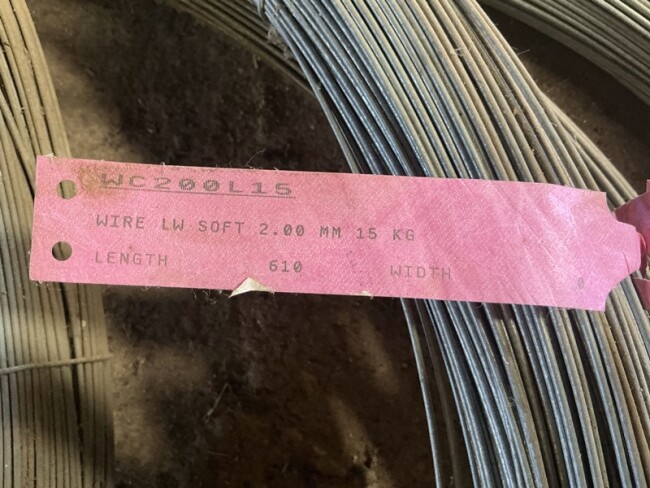 WC200L15
WIRE LW SOFT 2.00 MM 15 KG
LENGTH 610 WIDTH 0